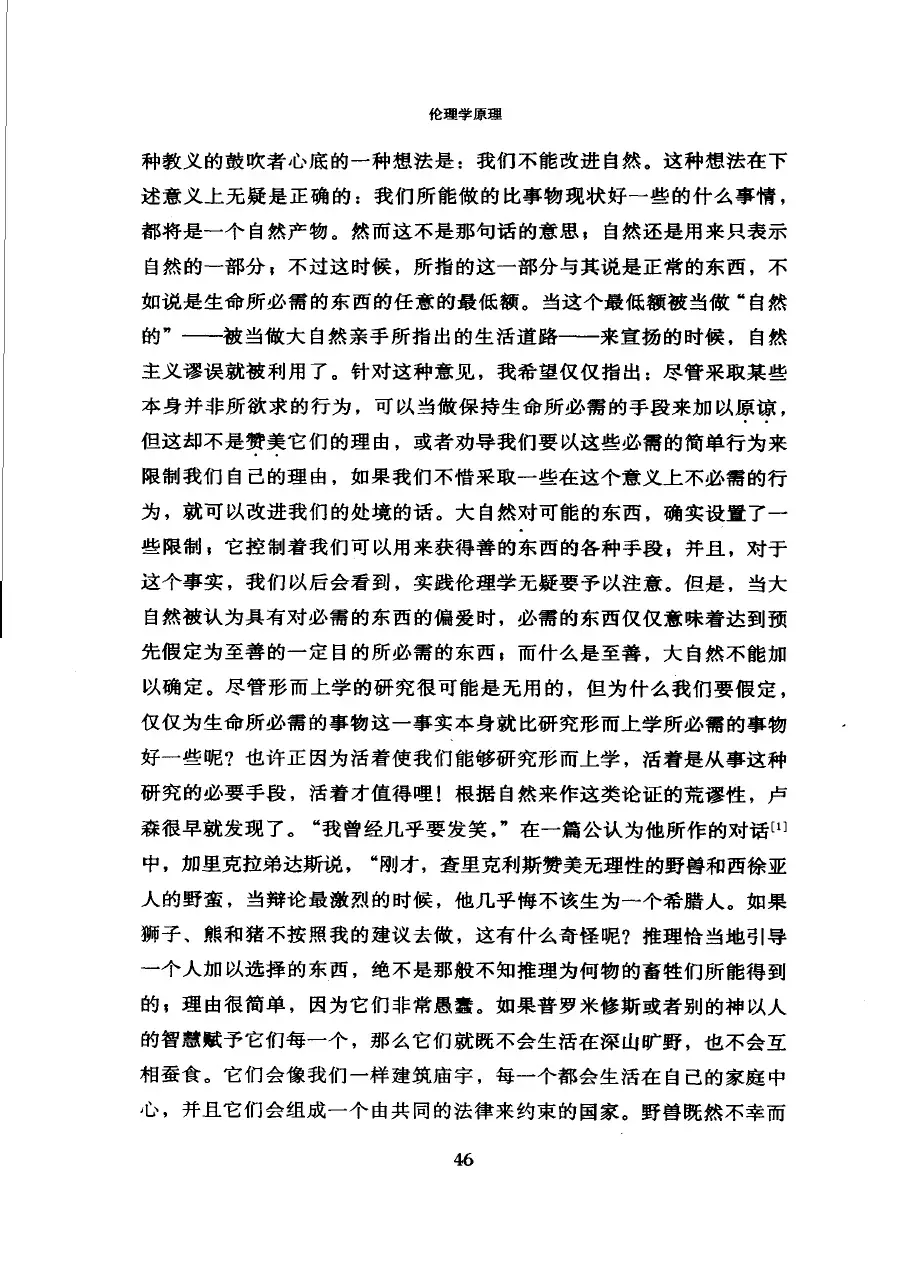 伦理学原理
种教义的鼓吹者心底的一种想法是：我们不能改进自然。这种想法在下
述意义上无疑是正确的：我们所能做的比事物现状好一些的什么事情，
都将是一个自然产物。然而这不是那句话的意思；自然还是用来只表示
自然的一部分；不过这时候，所指的这一部分与其说是正常的东西，不
如说是生命所必需的东西的任意的最低额。当这个最低额被当做“自然
的”——被当做大自然亲手所指出的生活道路——来宣扬的时候，自然
主义谬误就被利用了。针对这种意见，我希望仅仅指出：尽管采取某些
本身并非所欲求的行为，可以当做保持生命所必需的手段来加以原谅，
但这却不是赞美它们的理由，或者劝导我们要以这些必需的简单行为来
限制我们自己的理由，如果我们不惜采取一些在这个意义上不必需的行
为，就可以改进我们的处境的话。大自然对可能的东西，确实设置了一
些限制；它控制着我们可以用来获得善的东西的各种手段；并且，对于
这个事实，我们以后会看到，实践伦理学无疑要予以注意。但是，当大
自然被认为具有对必需的东西的偏爱时，必需的东西仅仅意味着达到预
先假定为至善的一定目的所必需的东西；而什么是至善，大自然不能加
以确定。尽管形而上学的研究很可能是无用的，但为什么我们要假定，
仅仅为生命所必需的事物这一事实本身就比研究形而上学所必需的事物
好一些呢？也许正因为活着使我们能够研究形而上学，活着是从事这种
研究的必要手段，活着才值得哩！根据自然来作这类论证的荒谬性，卢
森很早就发现了。“我曾经几乎要发笑，”在一篇公认为他所作的对话[1]
中，加里克拉弟达斯说，“刚才，查里克利斯赞美无理性的野兽和西徐亚
人的野蛮，当辩论最激烈的时候，他几乎悔不该生为一个希腊人。如果
狮子、熊和猪不按照我的建议去做，这有什么奇怪呢？推理恰当地引导
一个人加以选择的东西，绝不是那般不知推理为何物的畜牲们所能得到
的；理由很简单，因为它们非常愚蠢。如果普罗米修斯或者别的神以人
的智慧赋予它们每一个，那么它们就既不会生活在深山旷野，也不会互
相蚕食。它们会像我们一样建筑庙宇，每一个都会生活在自己的家庭中
心，并且它们会组成一个由共同的法律来约束的国家。野兽既然不幸而
46